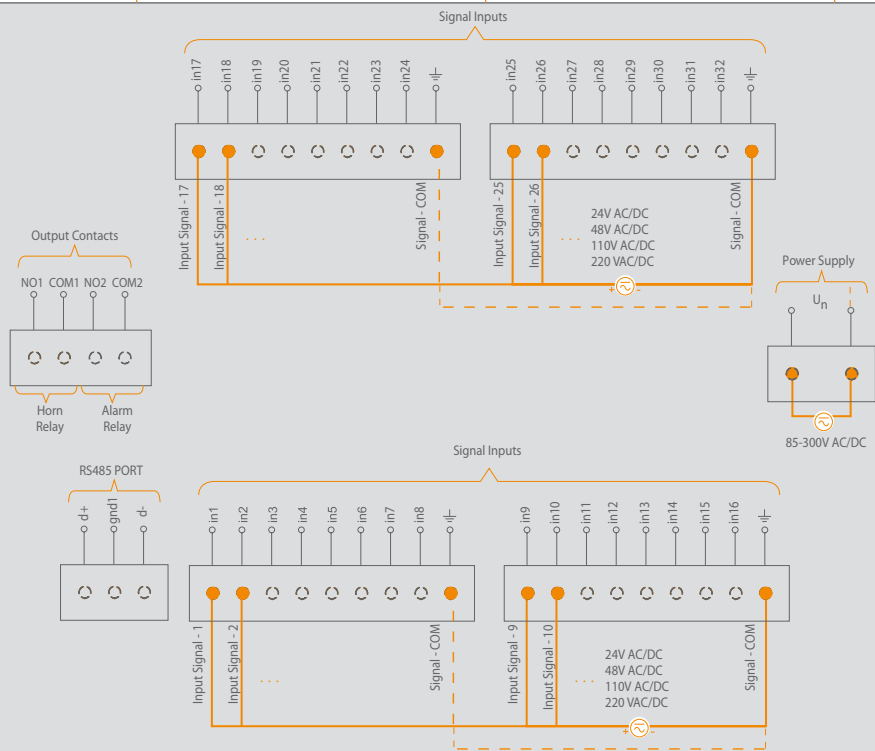 Signal Inputs
in17 in18 in19 in20 in21 in22 in23 in24
in25 in26 in27 in28 in29 in30 in31 in32
Input Signal - 17
Input Signal - 18
. . .
Signal - COM
Input Signal - 25
Input Signal - 26
. . .
24V AC/DC
48V AC/DC
110V AC/DC
220 VAC/DC
Signal - COM
+ -
Output Contacts
NO1 COM1 NO2 COM2
Horn
Relay
Alarm
Relay
Power Supply
Un
85-300V AC/DC
RS485 PORT
d+ gnd1 d-
Signal Inputs
in1 in2 in3 in4 in5 in6 in7 in8
in9 in10 in11 in12 in13 in14 in15 in16
Input Signal - 1
Input Signal - 2
. . .
Signal - COM
Input Signal - 9
Input Signal - 10
. . .
24V AC/DC
48V AC/DC
110V AC/DC
220 VAC/DC
Signal - COM
+ -